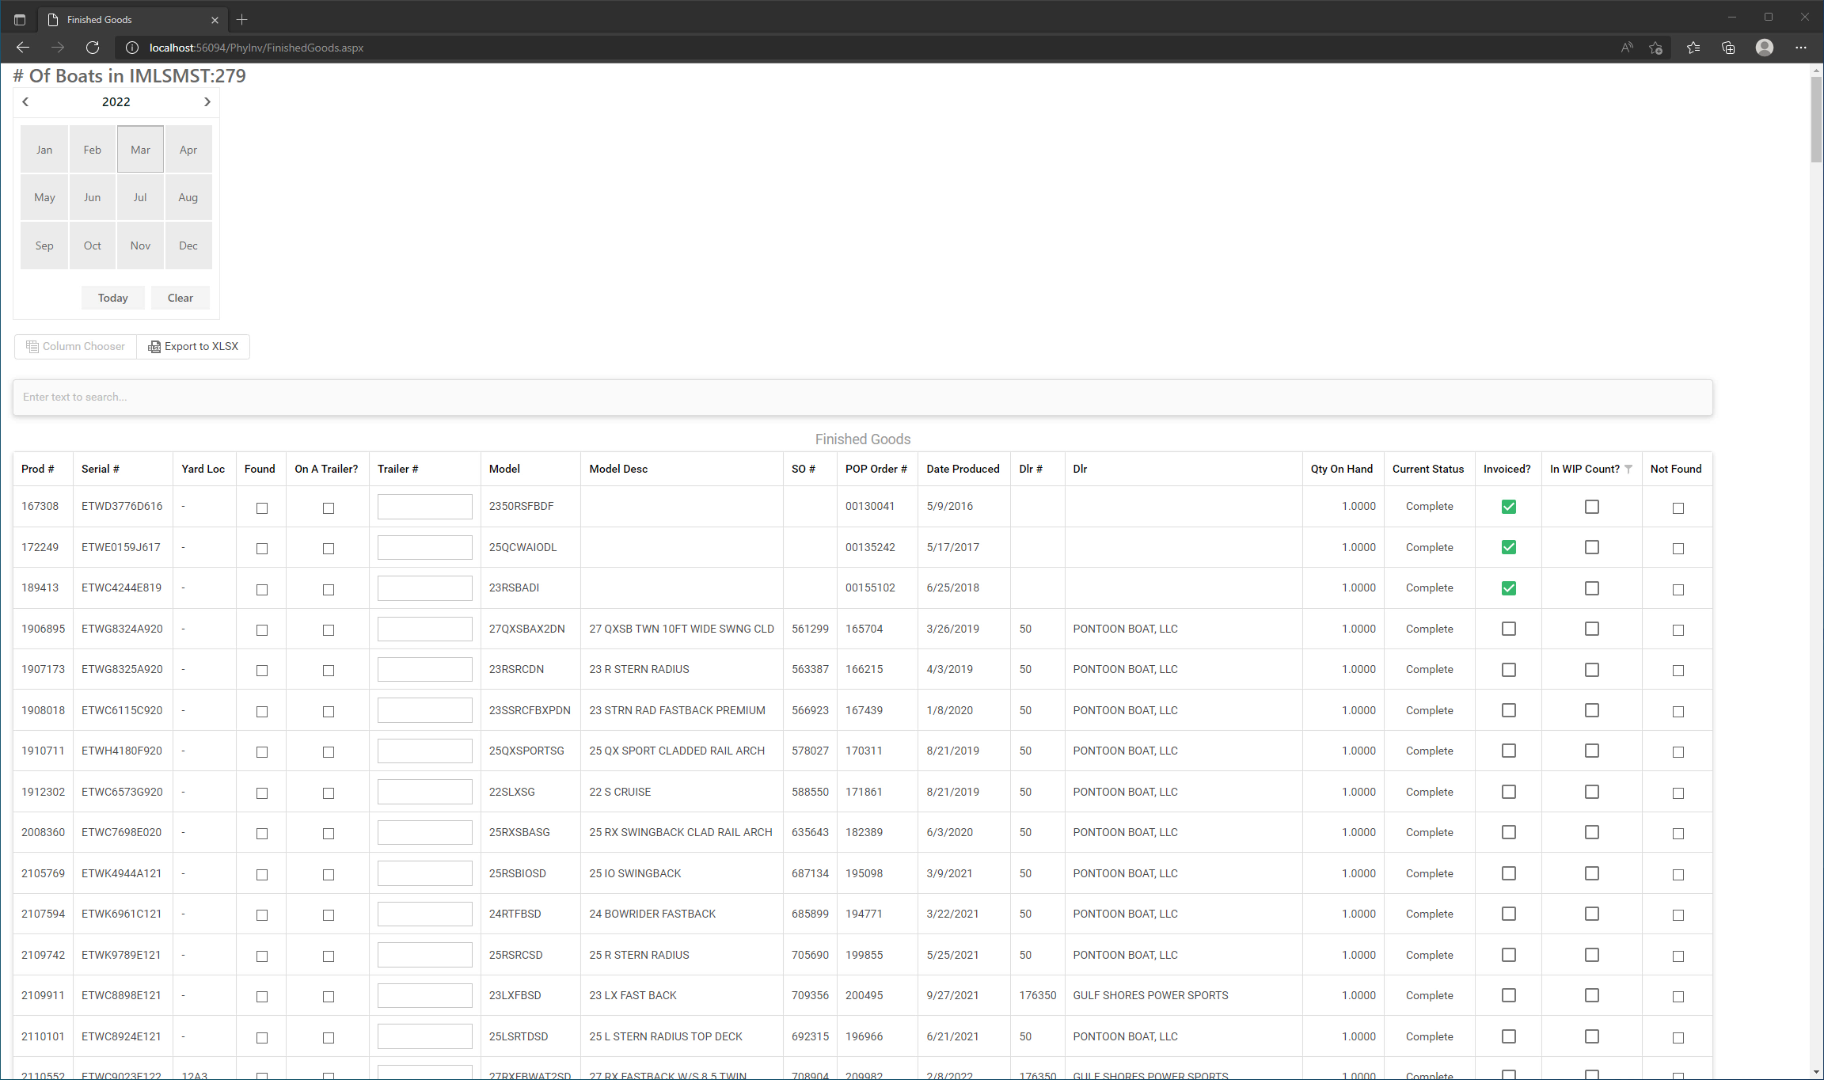 Finished Goods
localhost:56094/PhyInv/FinishedGoods.aspx
# Of Boats in IMLSMST:279
2022
Jan Feb Mar Apr
May Jun Jul Aug
Sep Oct Nov Dec
Today Clear
Column Chooser Export to XLSX
Enter text to search...
Finished Goods
Prod # Serial # Yard Loc Found On A Trailer? Trailer # Model Model Desc SO # POP Order # Date Produced Dlr # Dlr Qty On Hand Current Status Invoiced? In WIP Count? Not Found
167308 ETWD3776D616 - 2350RSFBDF 00130041 5/9/2016 1.0000 Complete
172249 ETWE0159J617 - 25QCWAIODL 00135242 5/17/2017 1.0000 Complete
189413 ETWC4244E819 - 23RSBADI 00155102 6/25/2018 1.0000 Complete
1906895 ETWG8324A920 - 27QXSBAX2DN 27 QXSB TWN 10FT WIDE SWNG CLD 561299 165704 3/26/2019 50 PONTOON BOAT, LLC 1.0000 Complete
1907173 ETWG8325A920 - 23RSRCDN 23 R STERN RADIUS 563387 166215 4/3/2019 50 PONTOON BOAT, LLC 1.0000 Complete
1908018 ETWC6115C920 - 23SSRCFBXPDN 23 STRN RAD FASTBACK PREMIUM 566923 167439 1/8/2020 50 PONTOON BOAT, LLC 1.0000 Complete
1910711 ETWH4180F920 - 25QXSPORTSG 25 QX SPORT CLADDED RAIL ARCH 578027 170311 8/21/2019 50 PONTOON BOAT, LLC 1.0000 Complete
1912302 ETWC6573G920 - 22SLXSG 22 S CRUISE 588550 171861 8/21/2019 50 PONTOON BOAT, LLC 1.0000 Complete
2008360 ETWC7698E020 - 25RXSBASG 25 RX SWINGBACK CLAD RAIL ARCH 635643 182389 6/3/2020 50 PONTOON BOAT, LLC 1.0000 Complete
2105769 ETWK4944A121 - 25RSBIOSD 25 IO SWINGBACK 687134 195098 3/9/2021 50 PONTOON BOAT, LLC 1.0000 Complete
2107594 ETWK6961C121 - 24RTFBSD 24 BOWRIDER FASTBACK 685899 194771 3/22/2021 50 PONTOON BOAT, LLC 1.0000 Complete
2109742 ETWK9789E121 - 25RSRCSD 25 R STERN RADIUS 705690 199855 5/25/2021 50 PONTOON BOAT, LLC 1.0000 Complete
2109911 ETWC8898E121 - 23LXFBSD 23 LX FAST BACK 709356 200495 9/27/2021 176350 GULF SHORES POWER SPORTS 1.0000 Complete
2110101 ETWC8924E121 - 25LSRTDSD 25 L STERN RADIUS TOP DECK 692315 196966 6/21/2021 50 PONTOON BOAT, LLC 1.0000 Complete
2110552 ETWC9023E122 12A3 27RXFBWAT2SD 27 RX FASTBACK W/S 8.5 TWIN 708904 209982 2/8/2022 176350 GULF SHORES POWER SPORTS 1.0000 Complete